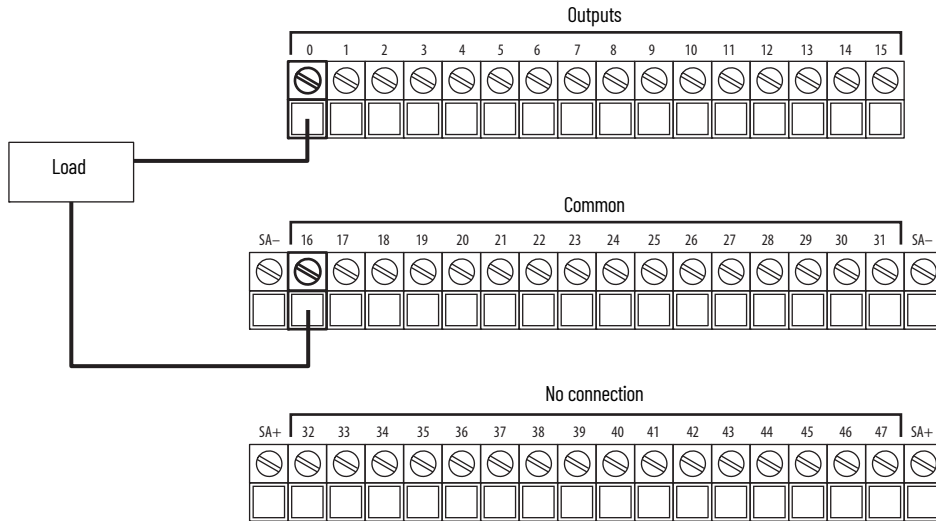 Outputs
0 1 2 3 4 5 6 7 8 9 10 11 12 13 14 15
Load
Common
SA– 16 17 18 19 20 21 22 23 24 25 26 27 28 29 30 31 SA–
No connection
SA+ 32 33 34 35 36 37 38 39 40 41 42 43 44 45 46 47 SA+